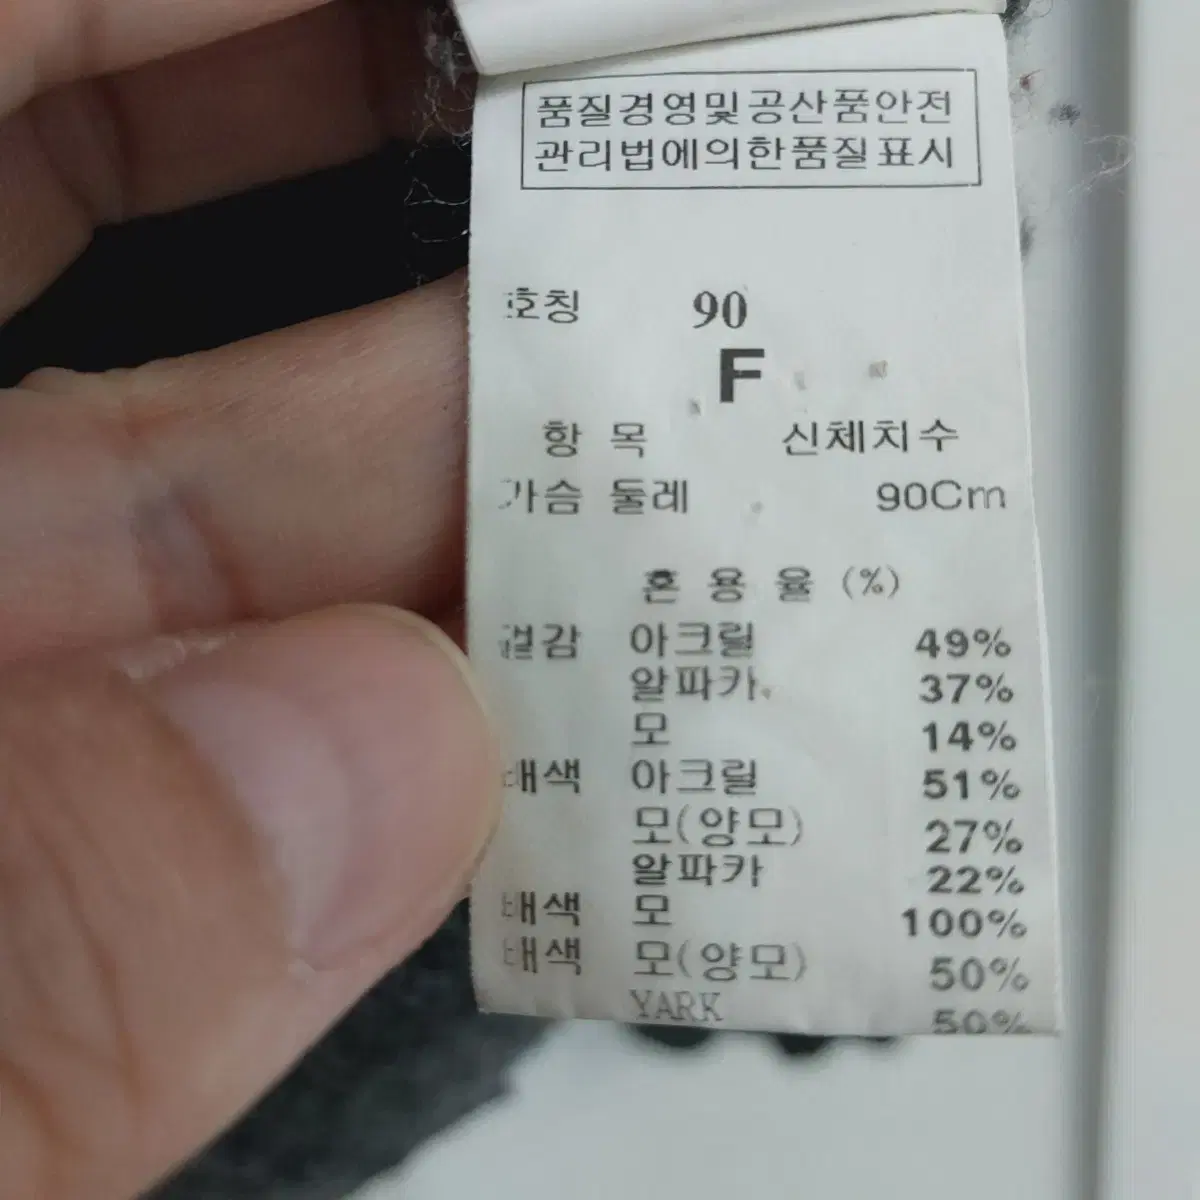 품질경영및공산품안전
관리법에의한품질표시
호칭 90
F
항 목 신체치수
가슴 둘레 90Cm
혼 용 율 (%)
겉감 아크릴 49%
알파카 37%
모 14%
배색 아크릴 51%
모(양모) 27%
알파카 22%
배색 모 100%
배색 모(양모) 50%
YARK 50%